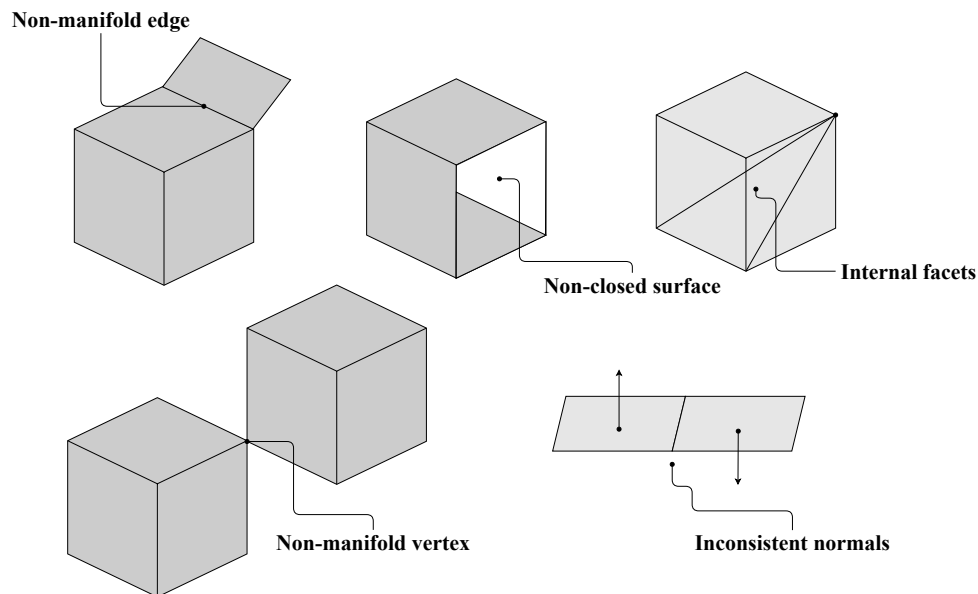 Non-manifold edge
Non-closed surface
Internal facets
Non-manifold vertex
Inconsistent normals